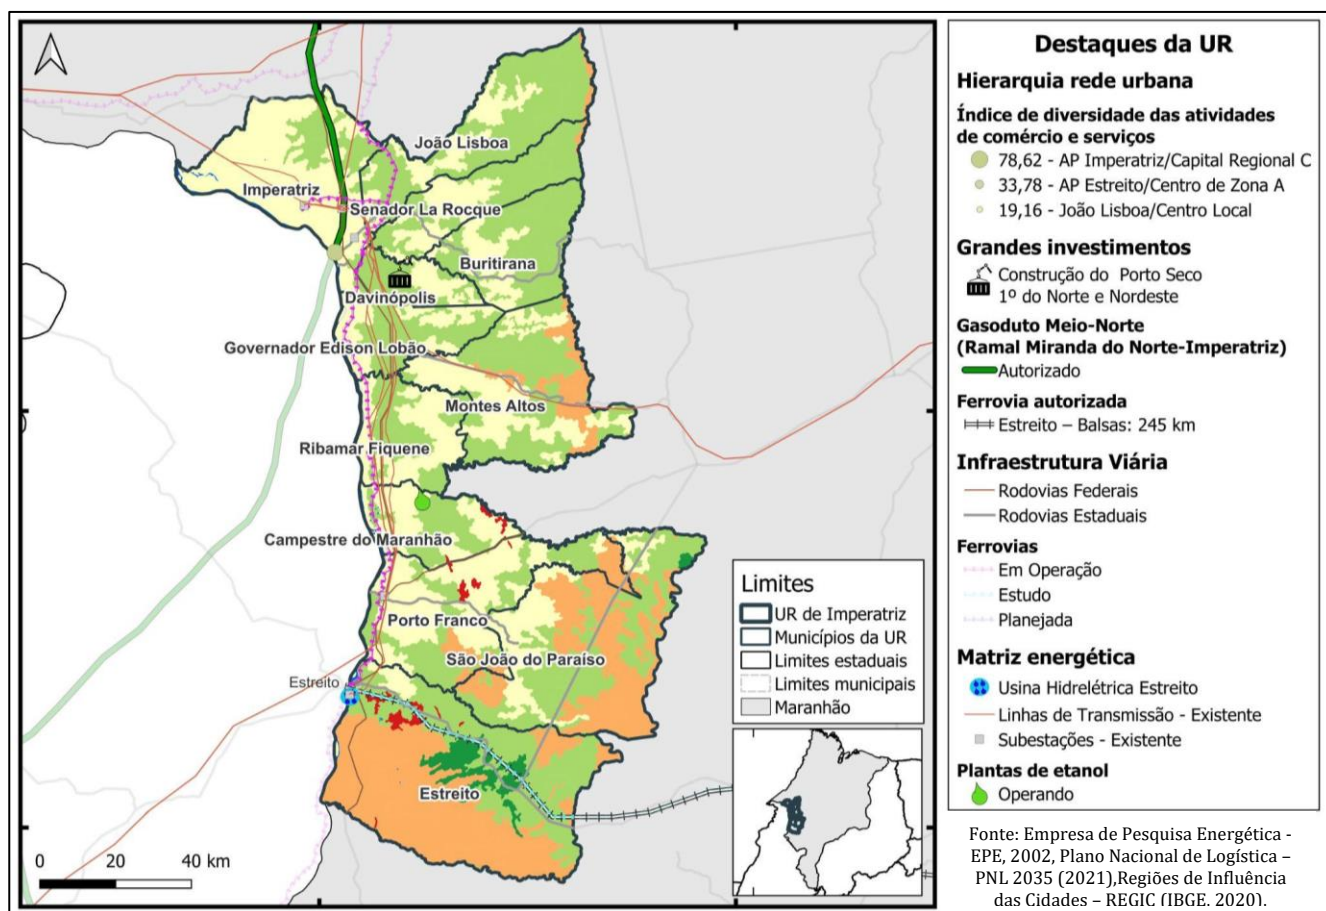 João Lisboa
Imperatriz
Senador La Rocque
Buritirana
Davinópolis
Governador Edison Lobão
Montes Altos
Ribamar Fiquene
Campestre do Maranhão
Porto Franco
São João do Paraíso
Estreito
Estreito
0 20 40 km
Limites
UR de Imperatriz
Municípios da UR
Limites estaduais
Limites municipais
Maranhão
Destaques da UR
Hierarquia rede urbana
Índice de diversidade das atividades
de comércio e serviços
78,62 - AP Imperatriz/Capital Regional C
33,78 - AP Estreito/Centro de Zona A
19,16 - João Lisboa/Centro Local
Grandes investimentos
Construção do Porto Seco
1º do Norte e Nordeste
Gasoduto Meio-Norte
(Ramal Miranda do Norte-Imperatriz)
Autorizado
Ferrovia autorizada
Estreito – Balsas: 245 km
Infraestrutura Viária
Rodovias Federais
Rodovias Estaduais
Ferrovias
Em Operação
Estudo
Planejada
Matriz energética
Usina Hidrelétrica Estreito
Linhas de Transmissão - Existente
Subestações - Existente
Plantas de etanol
Operando
Fonte: Empresa de Pesquisa Energética -
EPE, 2002, Plano Nacional de Logística –
PNL 2035 (2021),Regiões de Influência
das Cidades – REGIC (IBGE, 2020).